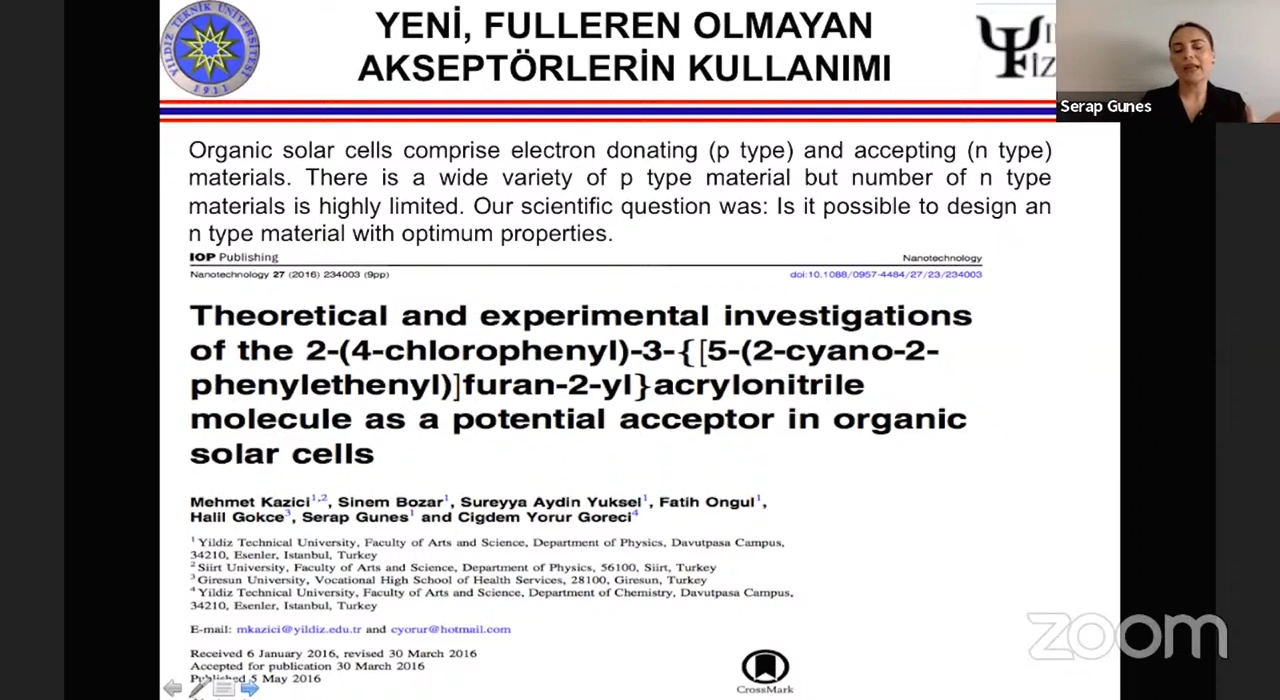 YILDIZ TEKNİK ÜNİVERSİTESİ
1911
YENİ, FULLEREN OLMAYAN
AKSEPTÖRLERİN KULLANIMI
Serap Gunes
Organic solar cells comprise electron donating (p type) and accepting (n type)
materials. There is a wide variety of p type material but number of n type
materials is highly limited. Our scientific question was: Is it possible to design an
n type material with optimum properties.
IOP Publishing
Nanotechnology
Nanotechnology 27 (2016) 234003 (9pp)
doi:10.1088/0957-4484/27/23/234003
Theoretical and experimental investigations
of the 2-(4-chlorophenyl)-3-{[5-(2-cyano-2-
phenylethenyl)]furan-2-yl}acrylonitrile
molecule as a potential acceptor in organic
solar cells
Mehmet Kazici1,2, Sinem Bozar1, Sureyya Aydin Yuksel1, Fatih Ongul1,
Halil Gokce3, Serap Gunes1 and Cigdem Yorur Goreci4
1 Yildiz Technical University, Faculty of Arts and Science, Department of Physics, Davutpasa Campus,
34210, Esenler, Istanbul, Turkey
2 Siirt University, Faculty of Arts and Science, Department of Physics, 56100, Siirt, Turkey
3 Giresun University, Vocational High School of Health Services, 28100, Giresun, Turkey
4 Yildiz Technical University, Faculty of Arts and Science, Department of Chemistry, Davutpasa Campus,
34210, Esenler, Istanbul, Turkey
E-mail: mkazici@yildiz.edu.tr and cyorur@hotmail.com
Received 6 January 2016, revised 30 March 2016
Accepted for publication 30 March 2016
Published 5 May 2016
CrossMark
zoom